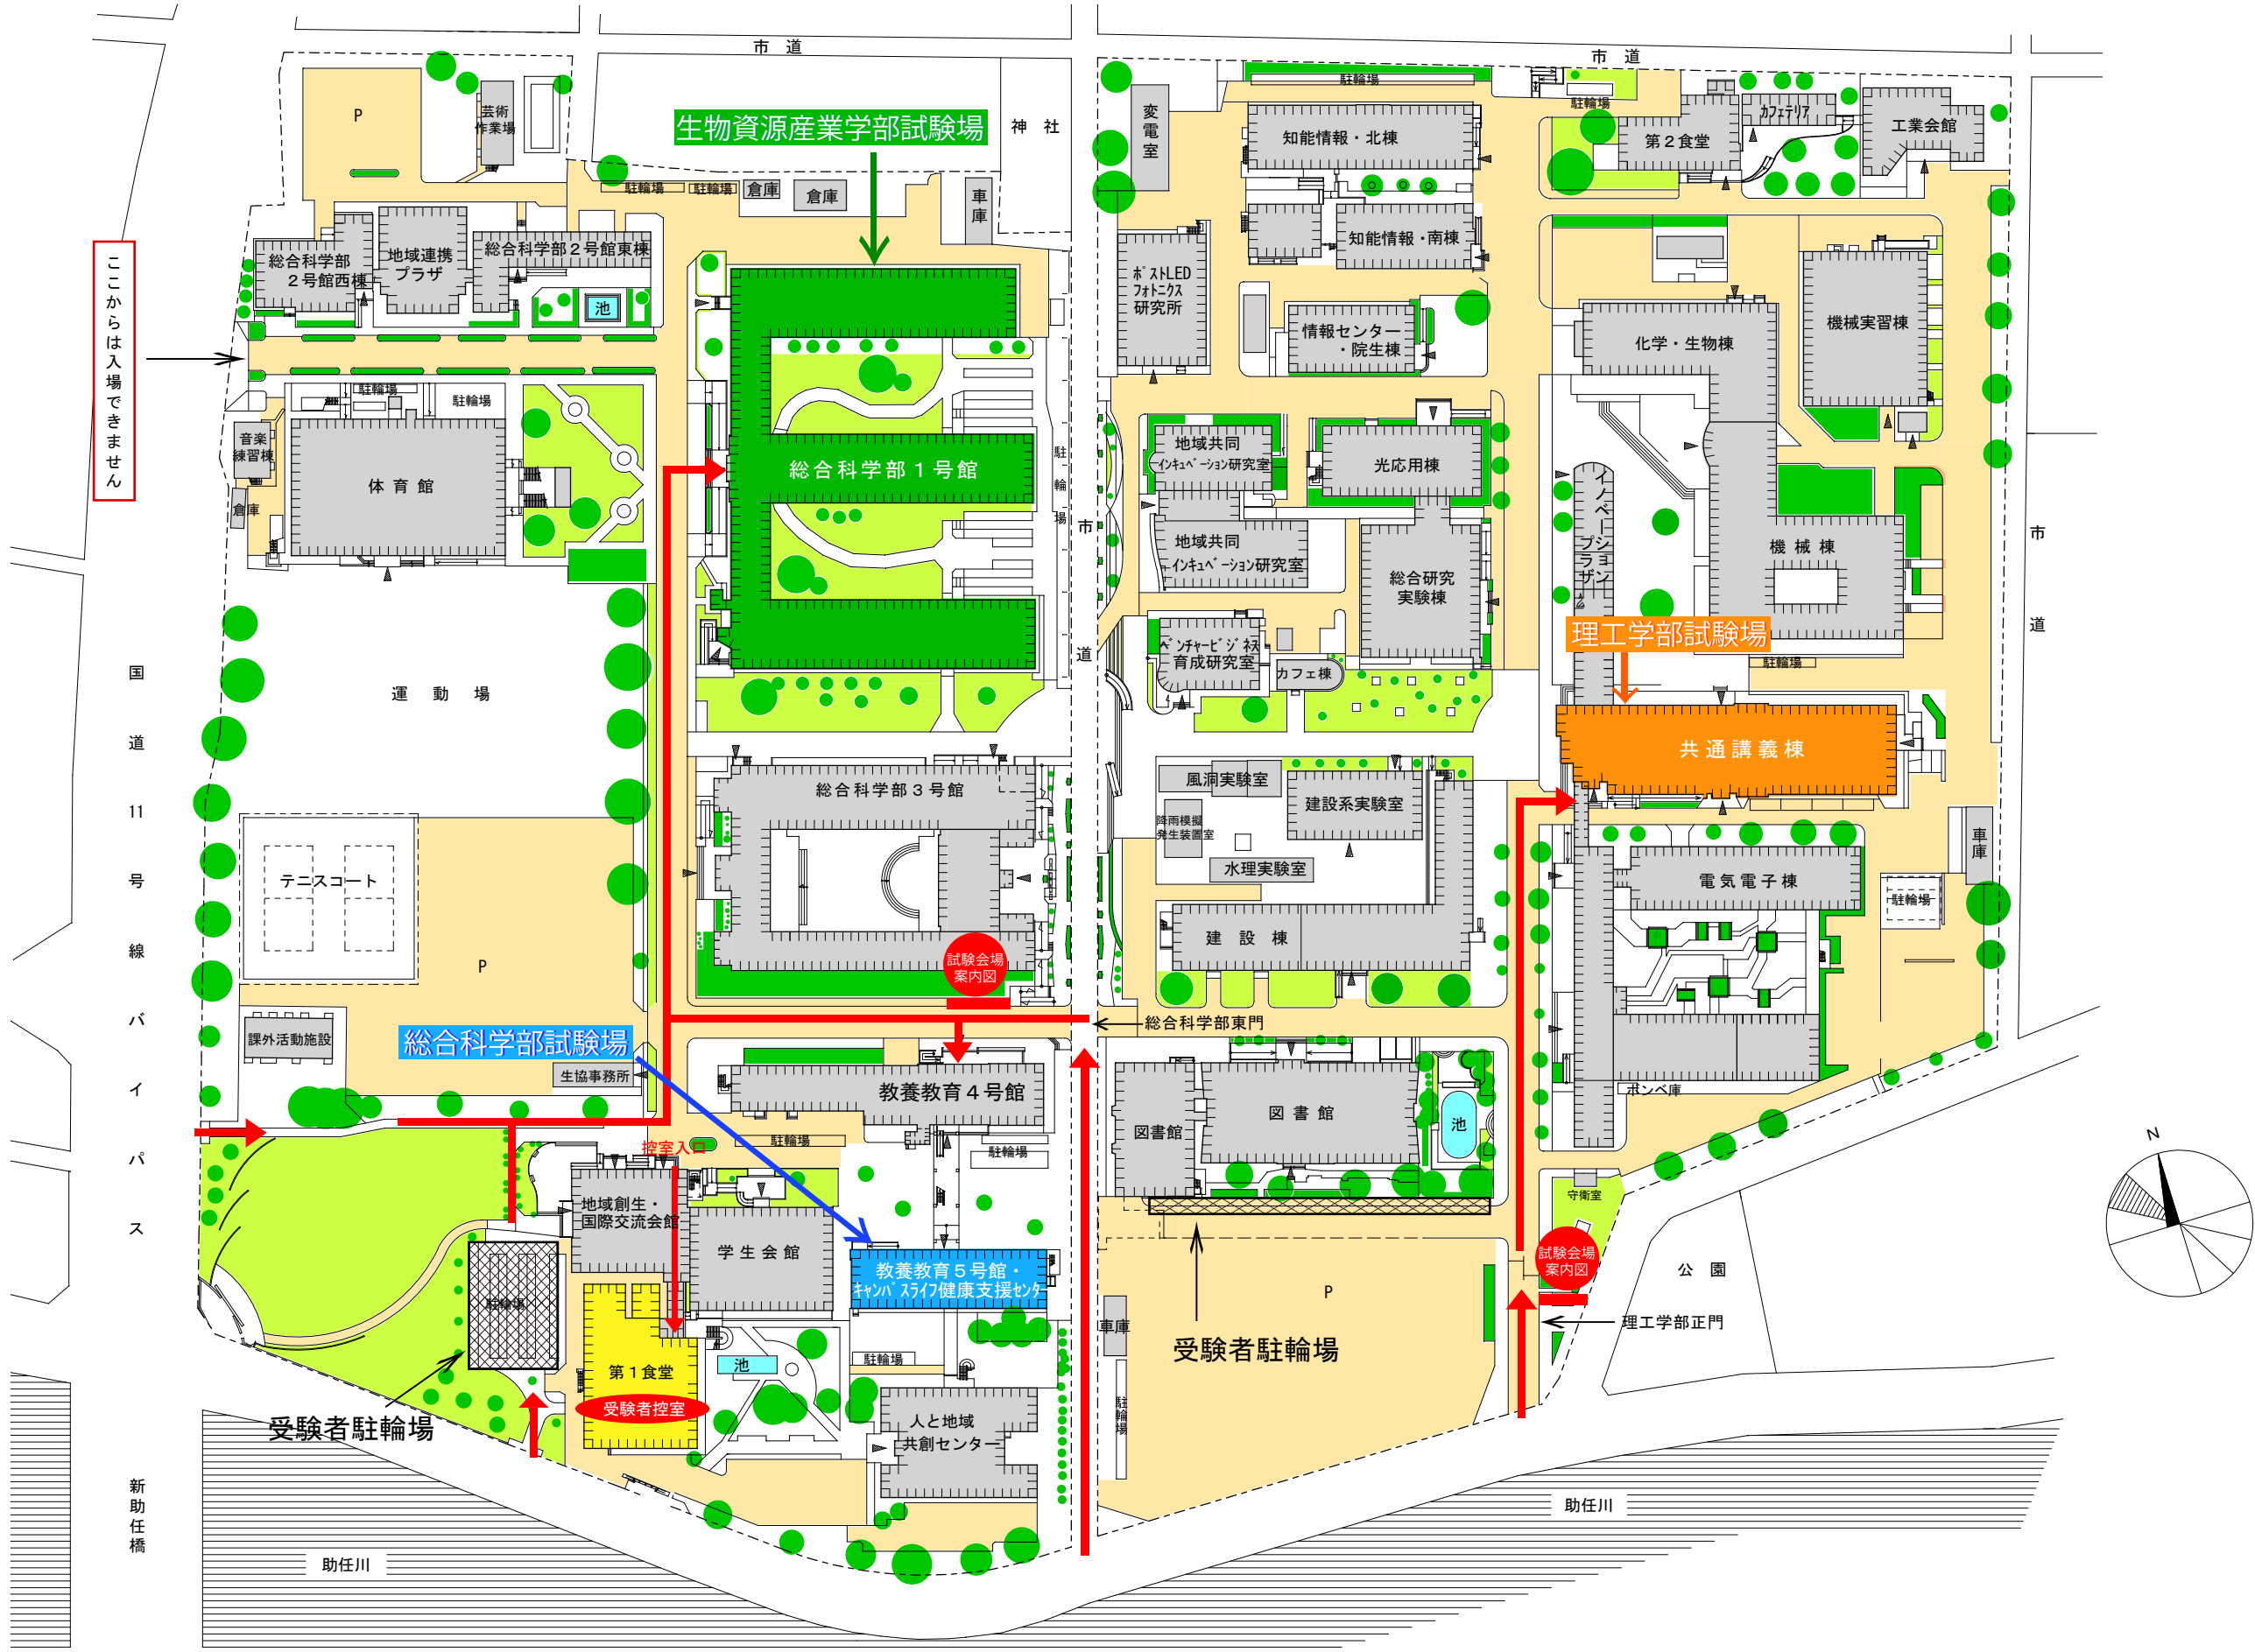 市 道
市 道
駐輪場
駐輪場
P
芸術
作業場
生物資源産業学部試験場
神 社
変電室
知能情報・北棟
第２食堂
カフェテリア
工業会館
駐輪場
駐輪場
倉庫
倉庫
車庫
総合科学部
２号館西棟
地域連携
プラザ
総合科学部２号館東棟
池
知能情報・南棟
ポストLED
フォトニクス
研究所
情報センター
・院生棟
化学・生物棟
機械実習棟
ここからは入場できません
駐輪場
駐輪場
音楽
練習棟
倉庫
体 育 館
総合科学部１号館
駐輪場
市 道
地域共同
インキュベーション研究室
光応用棟
地域共同
インキュベーション研究室
総合研究
実験棟
イノベーション
プラザ
機 械 棟
市 道
ベンチャービジネス
育成研究室
カフェ棟
理工学部試験場
駐輪場
国道11号線バイパス
運 動 場
共 通 講 義 棟
総合科学部３号館
風洞実験室
建設系実験室
降雨模擬
発生装置室
水理実験室
車庫
テニスコート
電気電子棟
駐輪場
P
建 設 棟
試験会場
案内図
課外活動施設
総合科学部試験場
総合科学部東門
生協事務所
教養教育４号館
図書館
図 書 館
池
ボンベ庫
駐輪場
駐輪場
控室入口
N
地域創生・
国際交流会館
学生会館
守衛室
教養教育５号館・
キャンパスライフ健康支援センター
試験会場
案内図
公 園
駐輪場
P
車庫
理工学部正門
受験者駐輪場
第１食堂
受験者控室
池
駐輪場
駐輪場
受験者駐輪場
人と地域
共創センター
新助任橋
助任川
助任川